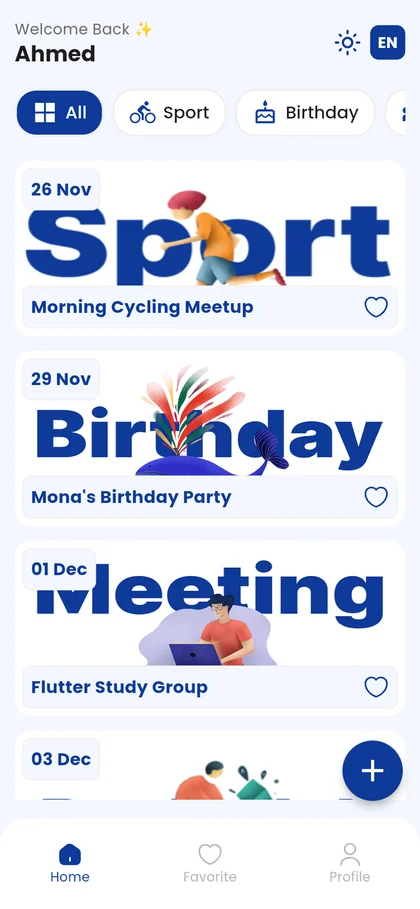 Welcome Back ✨
Ahmed
EN
All
Sport
Birthday
26 Nov
Sport
Morning Cycling Meetup
29 Nov
Birthday
Mona's Birthday Party
01 Dec
Meeting
Flutter Study Group
03 Dec
Home
Favorite
Profile